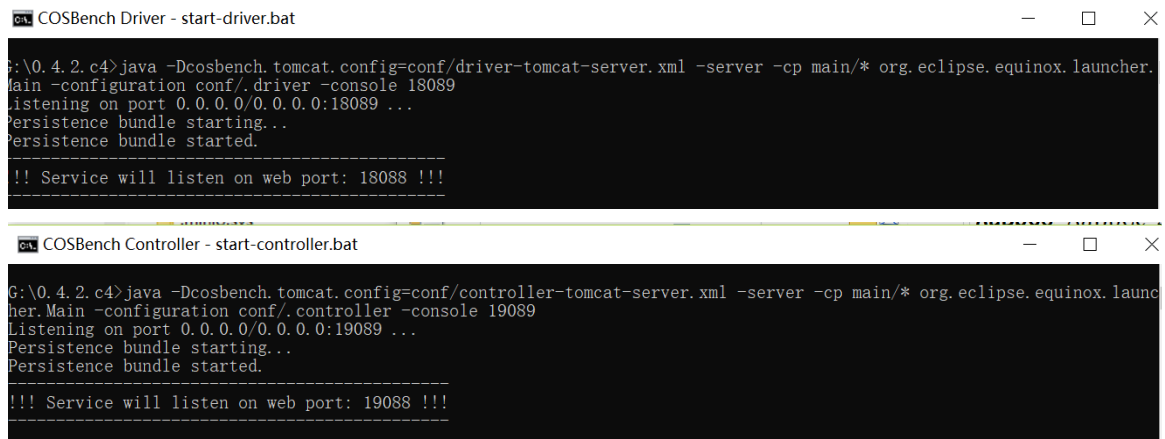 COSBench Driver - start-driver.bat
G:\0.4.2.c4>java -Dcosbench.tomcat.config=conf/driver-tomcat-server.xml -server -cp main/* org.eclipse.equinox.launcher.
Main -configuration conf/.driver -console 18089
Listening on port 0.0.0.0/0.0.0.0:18089 ...
Persistence bundle starting...
Persistence bundle started.
----------------------------------------------
!!! Service will listen on web port: 18088 !!!
----------------------------------------------
COSBench Controller - start-controller.bat
G:\0.4.2.c4>java -Dcosbench.tomcat.config=conf/controller-tomcat-server.xml -server -cp main/* org.eclipse.equinox.launc
her.Main -configuration conf/.controller -console 19089
Listening on port 0.0.0.0/0.0.0.0:19089 ...
Persistence bundle starting...
Persistence bundle started.
----------------------------------------------
!!! Service will listen on web port: 19088 !!!
----------------------------------------------